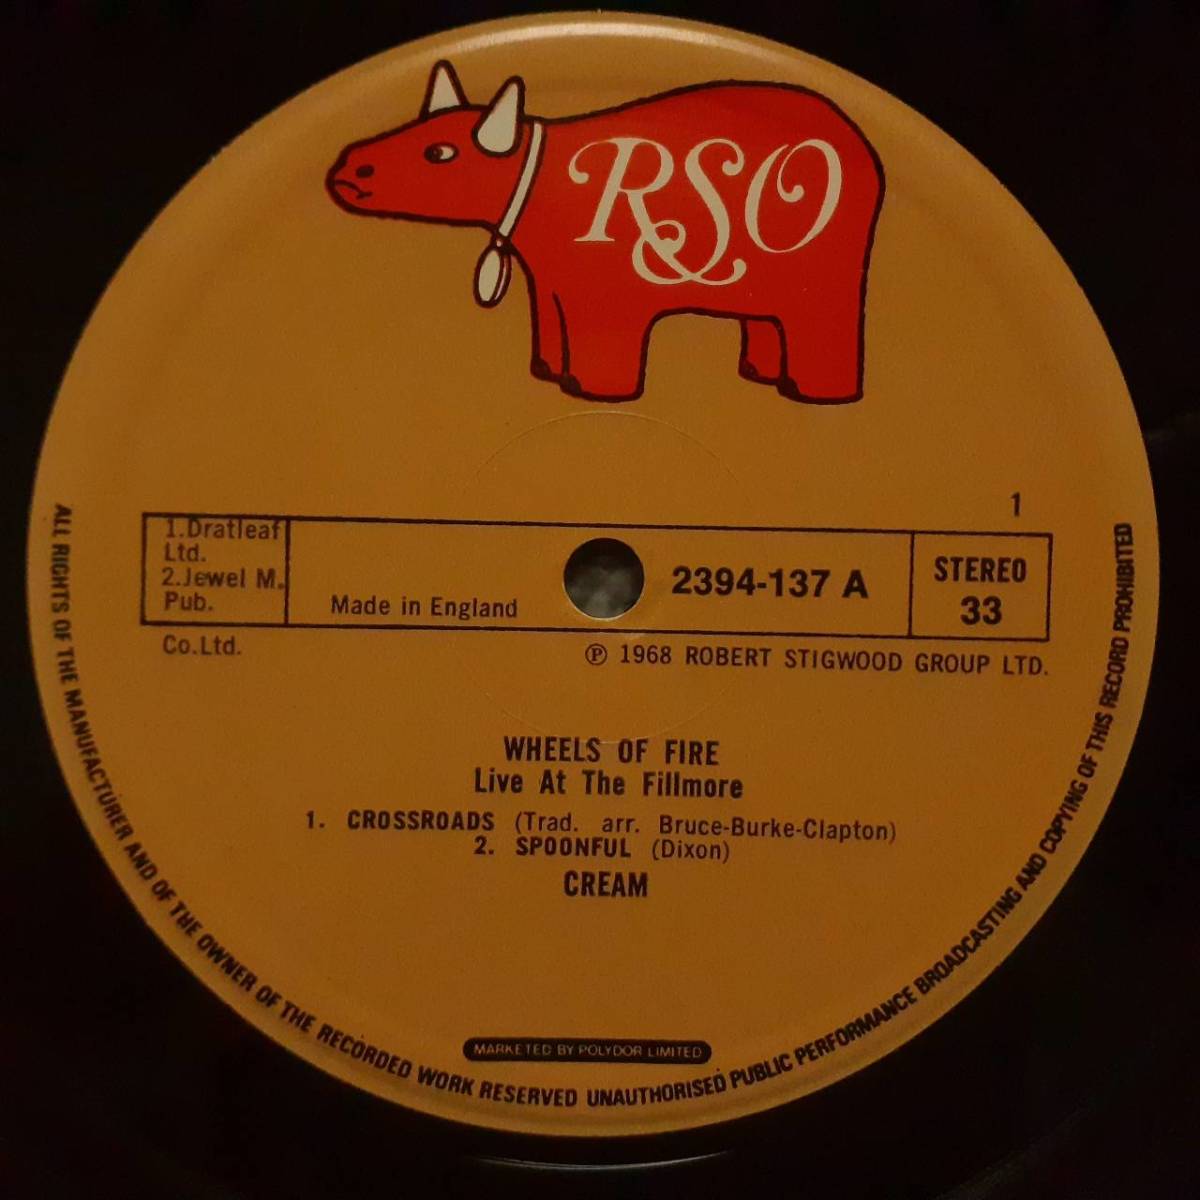 RSO
1
1.Dratleaf
Ltd.
2.Jewel M.
Pub.
Co.Ltd.
Made in England
2394-137 A
STEREO
33
℗ 1968 ROBERT STIGWOOD GROUP LTD.
WHEELS OF FIRE
Live At The Fillmore
1. CROSSROADS (Trad. arr. Bruce-Burke-Clapton)
2. SPOONFUL (Dixon)
CREAM
MARKETED BY POLYDOR LIMITED
ALL RIGHTS OF THE MANUFACTURER AND OF THE OWNER OF THE RECORDED WORK RESERVED UNAUTHORISED PUBLIC PERFORMANCE BROADCASTING AND COPYING OF THIS RECORD PROHIBITED